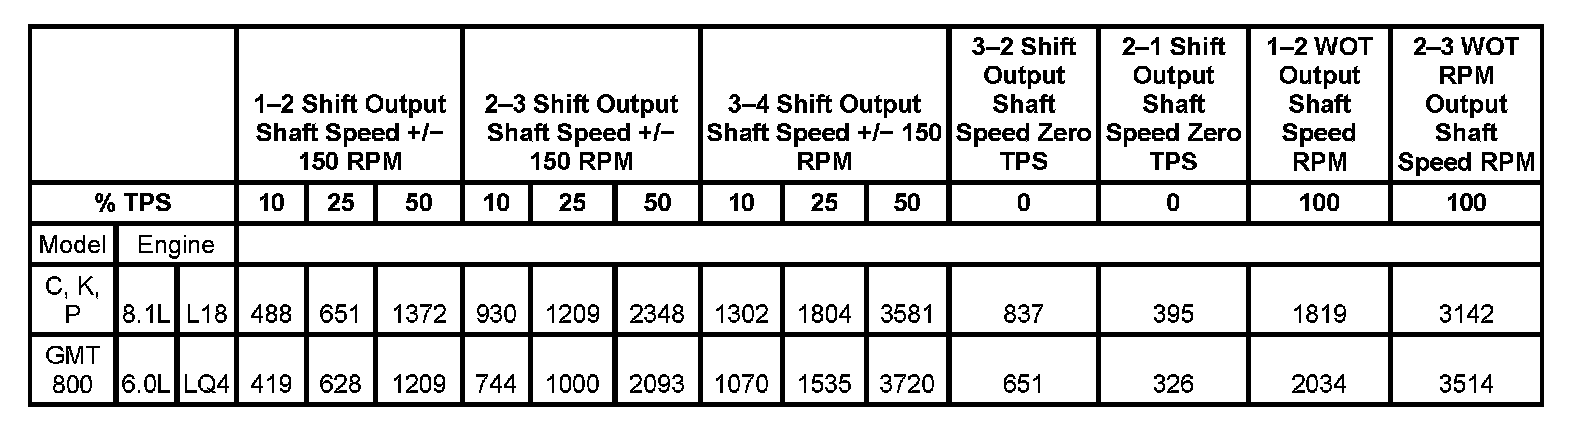 1–2 Shift Output Shaft Speed +/− 150 RPM | 2–3 Shift Output Shaft Speed +/− 150 RPM | 3–4 Shift Output Shaft Speed +/− 150 RPM | 3–2 Shift Output Shaft Speed Zero TPS | 2–1 Shift Output Shaft Speed Zero TPS | 1–2 WOT Output Shaft Speed RPM | 2–3 WOT RPM Output Shaft Speed RPM
% TPS | 10 | 25 | 50 | 10 | 25 | 50 | 10 | 25 | 50 | 0 | 0 | 100 | 100
Model | Engine
C, K, P | 8.1L | L18 | 488 | 651 | 1372 | 930 | 1209 | 2348 | 1302 | 1804 | 3581 | 837 | 395 | 1819 | 3142
GMT 800 | 6.0L | LQ4 | 419 | 628 | 1209 | 744 | 1000 | 2093 | 1070 | 1535 | 3720 | 651 | 326 | 2034 | 3514